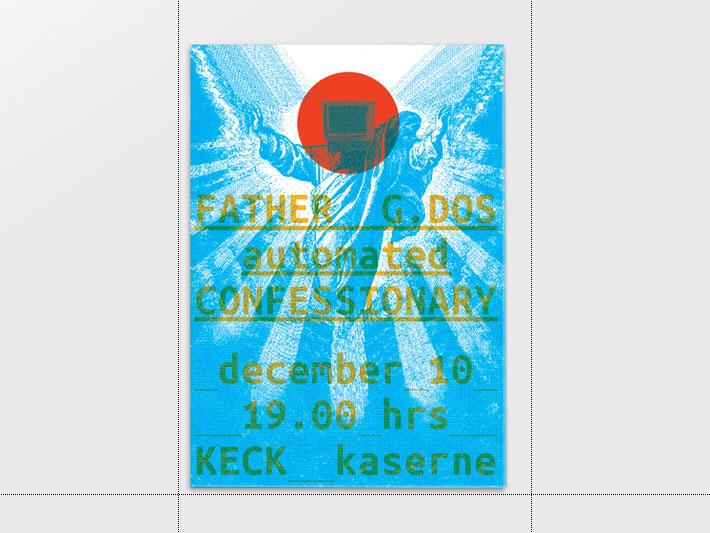 FATHER G.DOS
automated
CONFESSIONARY
december 10
19.00 hrs
KECK kaserne